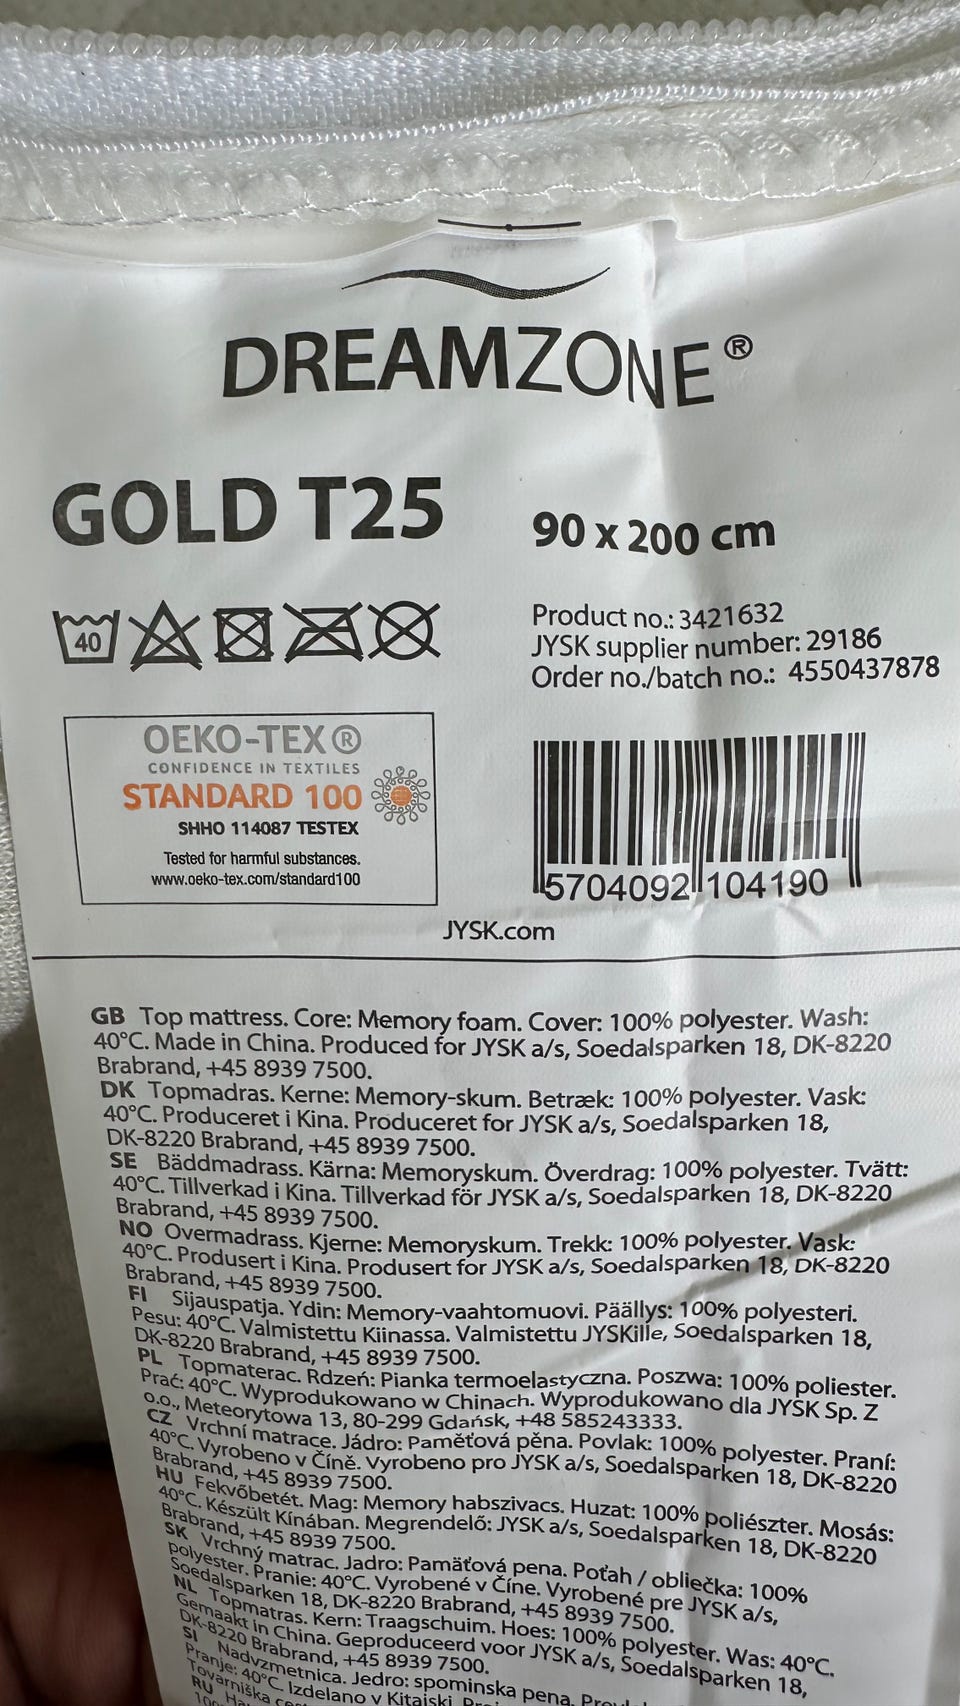 DREAMZONE®
GOLD T25
90 x 200 cm
40
Product no.: 3421632
JYSK supplier number: 29186
Order no./batch no.: 4550437878
OEKO-TEX®
CONFIDENCE IN TEXTILES
STANDARD 100
SHHO 114087 TESTEX
Tested for harmful substances.
www.oeko-tex.com/standard100
5704092 104190
JYSK.com
GB Top mattress. Core: Memory foam. Cover: 100% polyester. Wash:
40°C. Made in China. Produced for JYSK a/s, Soedalsparken 18, DK-8220
Brabrand, +45 8939 7500.
DK Topmadras. Kerne: Memory-skum. Betræk: 100% polyester. Vask:
40°C. Produceret i Kina. Produceret for JYSK a/s, Soedalsparken 18,
DK-8220 Brabrand, +45 8939 7500.
SE Bäddmadrass. Kärna: Memoryskum. Överdrag: 100% polyester. Tvätt:
40°C. Tillverkad i Kina. Tillverkad för JYSK a/s, Soedalsparken 18, DK-8220
Brabrand, +45 8939 7500.
NO Overmadrass. Kjerne: Memoryskum. Trekk: 100% polyester. Vask:
40°C. Produsert i Kina. Produsert for JYSK a/s, Soedalsparken 18, DK-8220
Brabrand, +45 8939 7500.
FI Sijauspatja. Ydin: Memory-vaahtomuovi. Päällys: 100% polyesteri.
Pesu: 40°C. Valmistettu Kiinassa. Valmistettu JYSKille, Soedalsparken 18,
DK-8220 Brabrand, +45 8939 7500.
PL Topmaterac. Rdzeń: Pianka termoelastyczna. Poszwa: 100% poliester.
Prać: 40°C. Wyprodukowano w Chinach. Wyprodukowano dla JYSK Sp. Z
o.o., Meteorytowa 13, 80-299 Gdańsk, +48 585243333.
CZ Vrchní matrace. Jádro: Paměťová pěna. Povlak: 100% polyester. Praní:
40°C. Vyrobeno v Číně. Vyrobeno pro JYSK a/s, Soedalsparken 18, DK-8220
Brabrand, +45 8939 7500.
HU Fekvőbetét. Mag: Memory habszivacs. Huzat: 100% poliészter. Mosás:
40°C. Készült Kínában. Megrendelő: JYSK a/s, Soedalsparken 18, DK-8220
Brabrand, +45 8939 7500.
SK Vrchný matrac. Jadro: Pamäťová pena. Poťah / obliečka: 100%
polyester. Pranie: 40°C. Vyrobené v Číne. Vyrobené pre JYSK a/s,
Soedalsparken 18, DK-8220 Brabrand, +45 8939 7500.
NL Topmatras. Kern: Traagschuim. Hoes: 100% polyester. Was: 40°C.
Gemaakt in China. Geproduceerd voor JYSK a/s, Soedalsparken 18,
DK-8220 Brabrand, +45 8939 7500.
SI Nadvzmetnica. Jedro: spominska pena.
Pranje: 40°C. Izdelano v Kitajski.
Tovarniška
RU